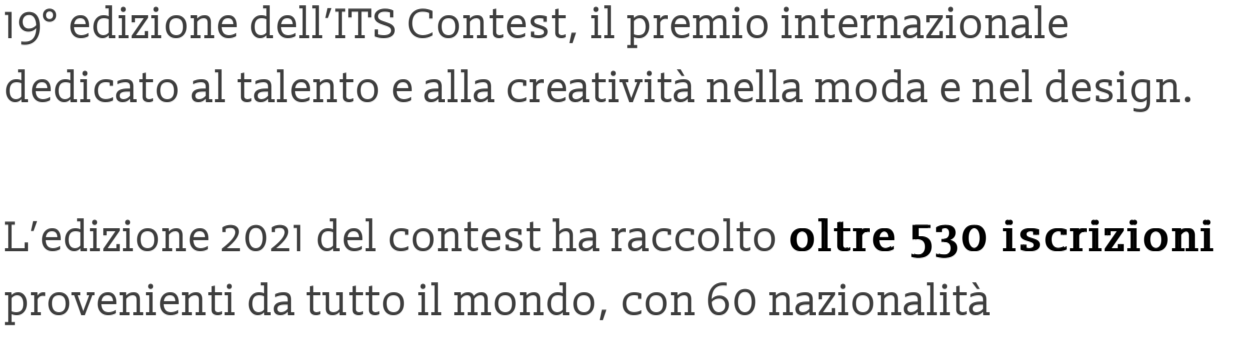 19° edizione dell’ITS Contest, il premio internazionale
dedicato al talento e alla creatività nella moda e nel design.
L’edizione 2021 del contest ha raccolto oltre 530 iscrizioni
provenienti da tutto il mondo, con 60 nazionalità